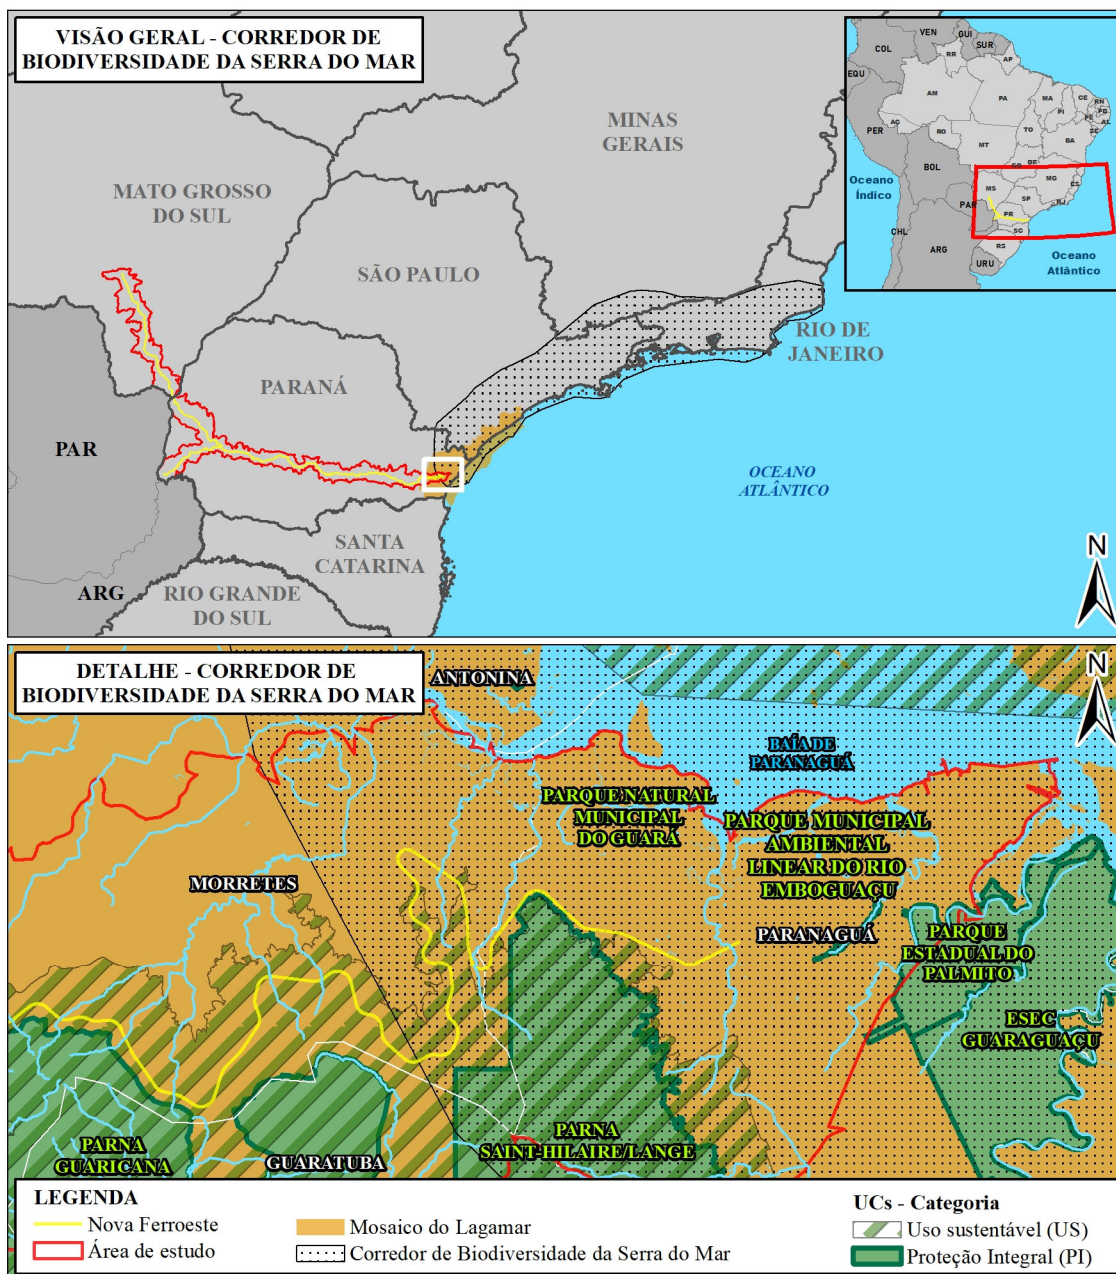 VISÃO GERAL - CORREDOR DE
BIODIVERSIDADE DA SERRA DO MAR
MINAS
GERAIS
MATO GROSSO
DO SUL
SÃO PAULO
RIO DE
JANEIRO
PARANÁ
PAR
OCEANO
ATLÂNTICO
SANTA
CATARINA
ARG
RIO GRANDE
DO SUL
N
VEN
GUI
SUR
COL
RR
AP
EQU
AM
PA
MA
CE
RN
PB
PI
PE
AL
AC
SE
PER
RO
TO
BA
MT
BOL
GO
DF
MG
Oceano
Índico
MS
ES
SP
RJ
PAR
PR
SC
CHL
RS
ARG
Oceano
Atlântico
URU
DETALHE - CORREDOR DE
BIODIVERSIDADE DA SERRA DO MAR
ANTONINA
N
BAÍA DE
PARANAGUÁ
PARQUE NATURAL
MUNICIPAL
DO GUARÁ
PARQUE MUNICIPAL
AMBIENTAL
LINEAR DO RIO
EMBOGUAÇU
MORRETES
PARANAGUÁ
PARQUE
ESTADUAL DO
PALMITO
ESEC
GUARAGUAÇU
PARNA
GUARICANA
GUARATUBA
PARNA
SAINT-HILAIRE/LANGE
LEGENDA
Nova Ferroeste
Área de estudo
Mosaico do Lagamar
Corredor de Biodiversidade da Serra do Mar
UCs - Categoria
Uso sustentável (US)
Proteção Integral (PI)